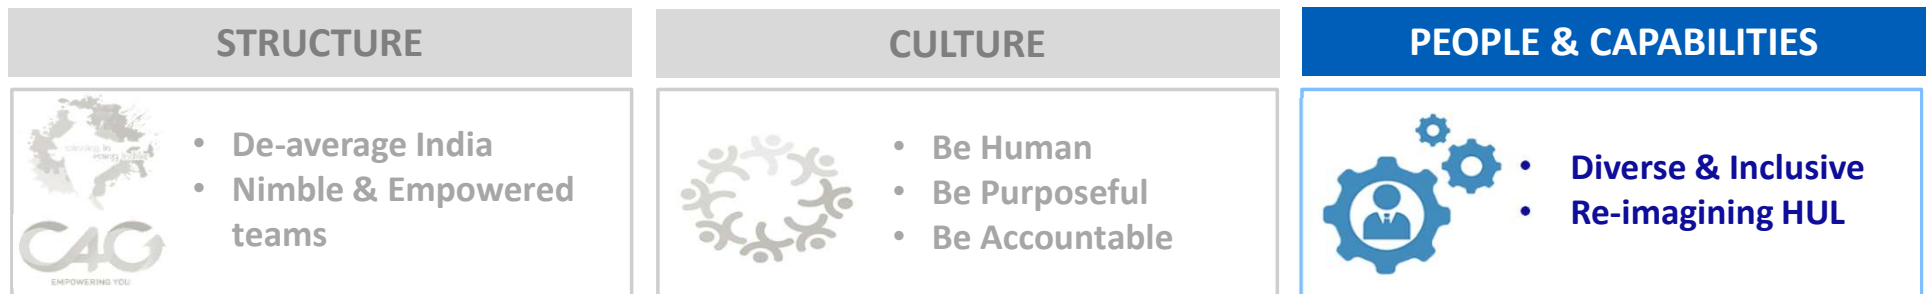 STRUCTURE
De-average India
Nimble & Empowered
teams
C4G
EMPOWERING YOU
CULTURE
Be Human
Be Purposeful
Be Accountable
PEOPLE & CAPABILITIES
Diverse & Inclusive
Re-imagining HUL